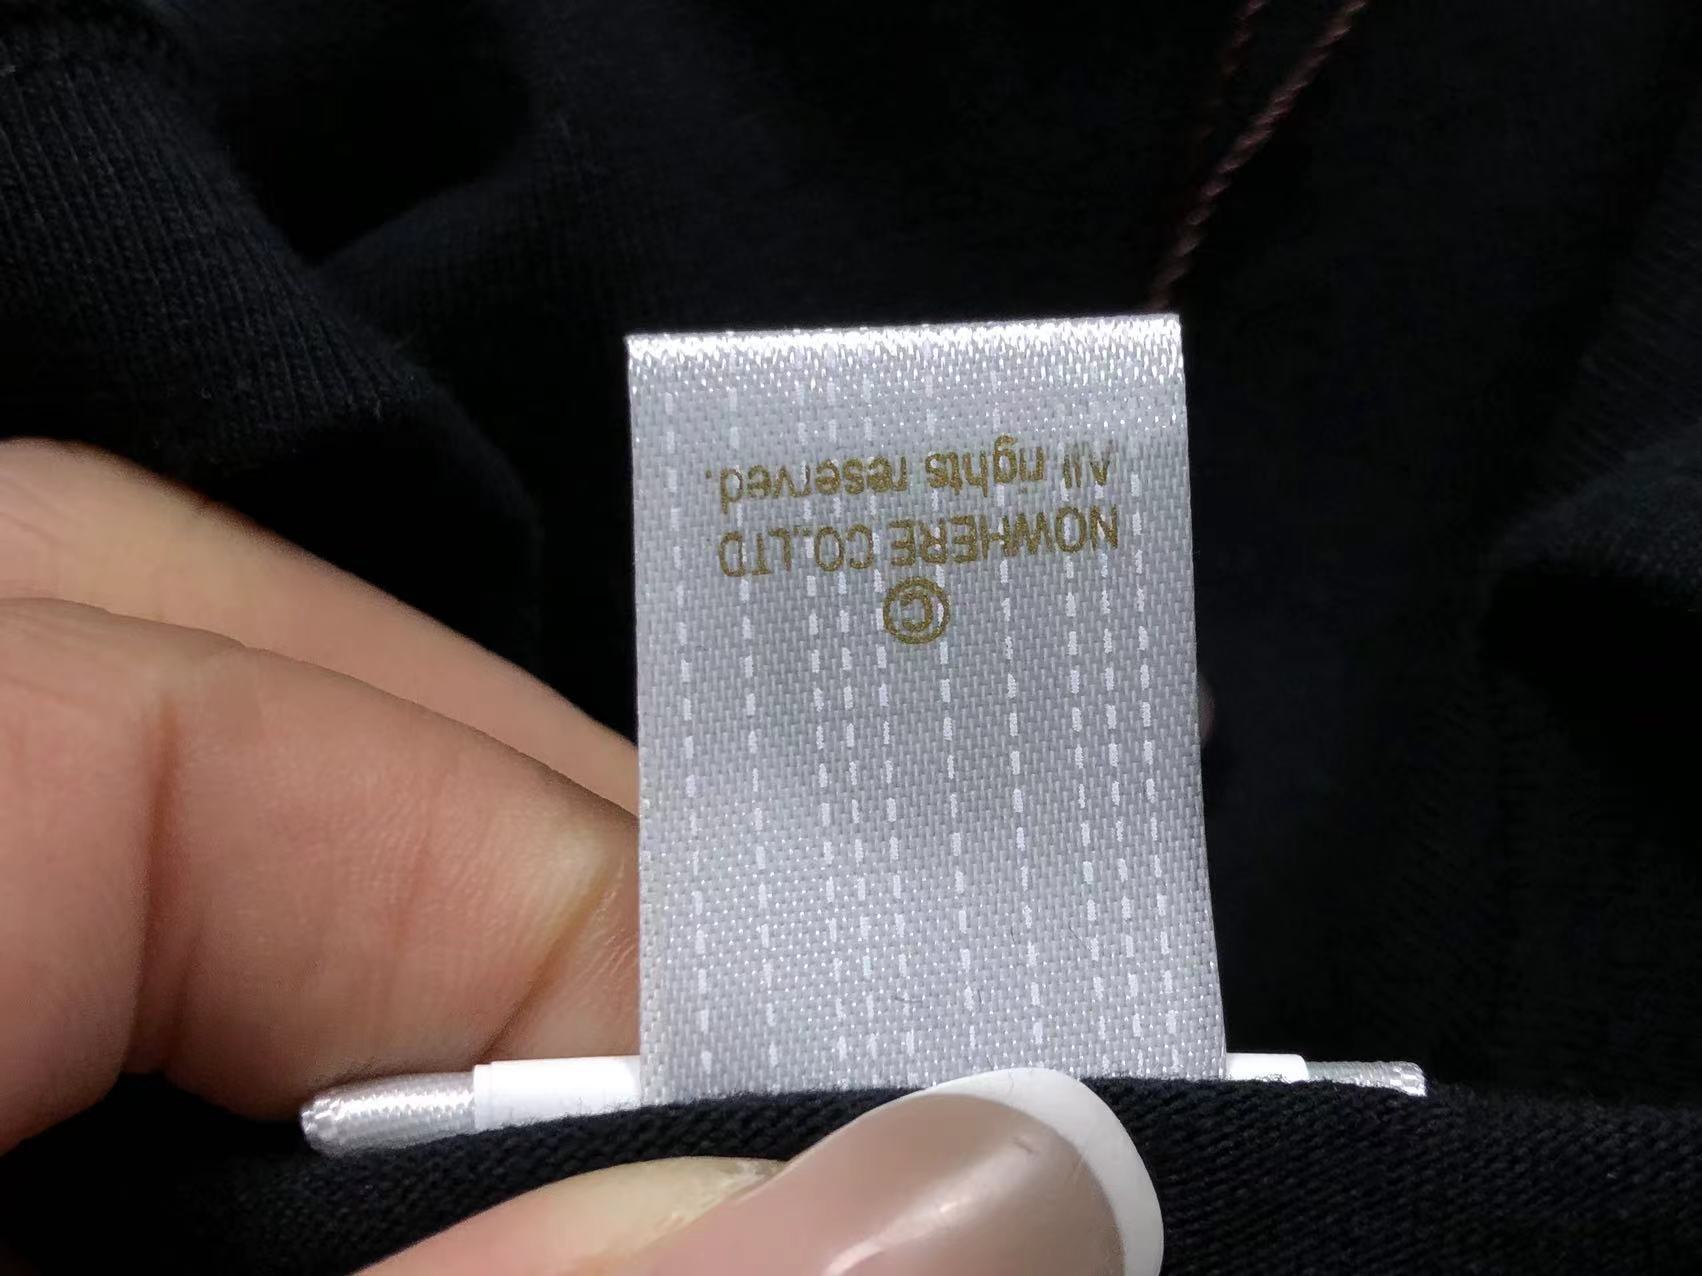 ©
NOWHERE CO.,LTD
All rights reserved.